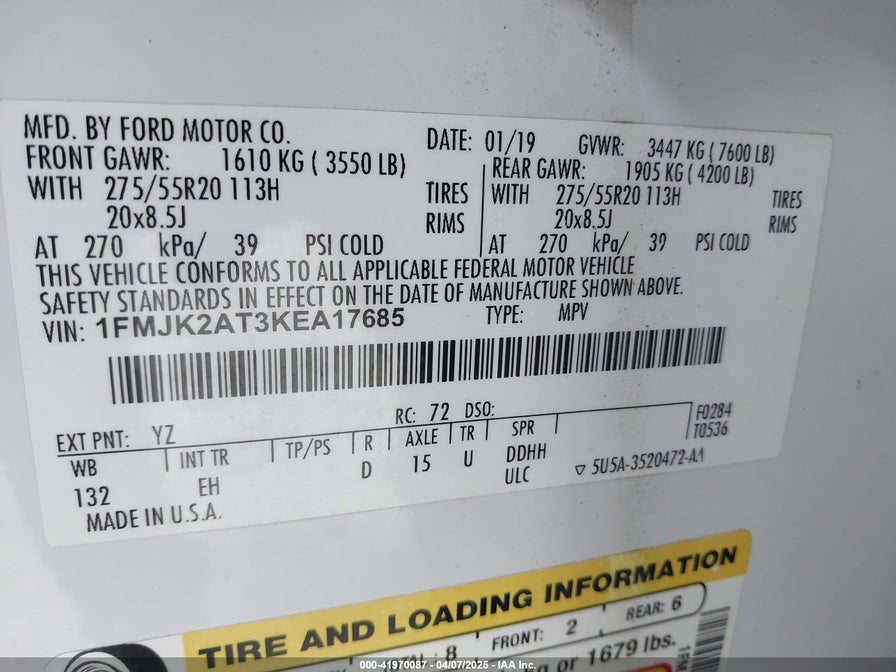 MFD. BY FORD MOTOR CO. DATE: 01/19 GVWR: 3447 KG ( 7600 LB)
FRONT GAWR: 1610 KG ( 3550 LB) REAR GAWR: 1905 KG ( 4200 LB)
WITH 275/55R20 113H TIRES WITH 275/55R20 113H TIRES
20x8.5J RIMS 20x8.5J RIMS
AT 270 kPa/ 39 PSI COLD AT 270 kPa/ 39 PSI COLD
THIS VEHICLE CONFORMS TO ALL APPLICABLE FEDERAL MOTOR VEHICLE
SAFETY STANDARDS IN EFFECT ON THE DATE OF MANUFACTURE SHOWN ABOVE.
VIN: 1FMJK2AT3KEA17685 TYPE: MPV
F0284
EXT PNT: YZ RC: 72 DSO: T0536
WB INT TR TP/PS R AXLE TR SPR
132 EH D 15 U DDHH 5U5A-3520472-AA
ULC
MADE IN U.S.A.
TIRE AND LOADING INFORMATION
8 FRONT: 2 REAR: 6
or 1679 lbs.
000-41970087 - 04/07/2025 - IAA Inc.